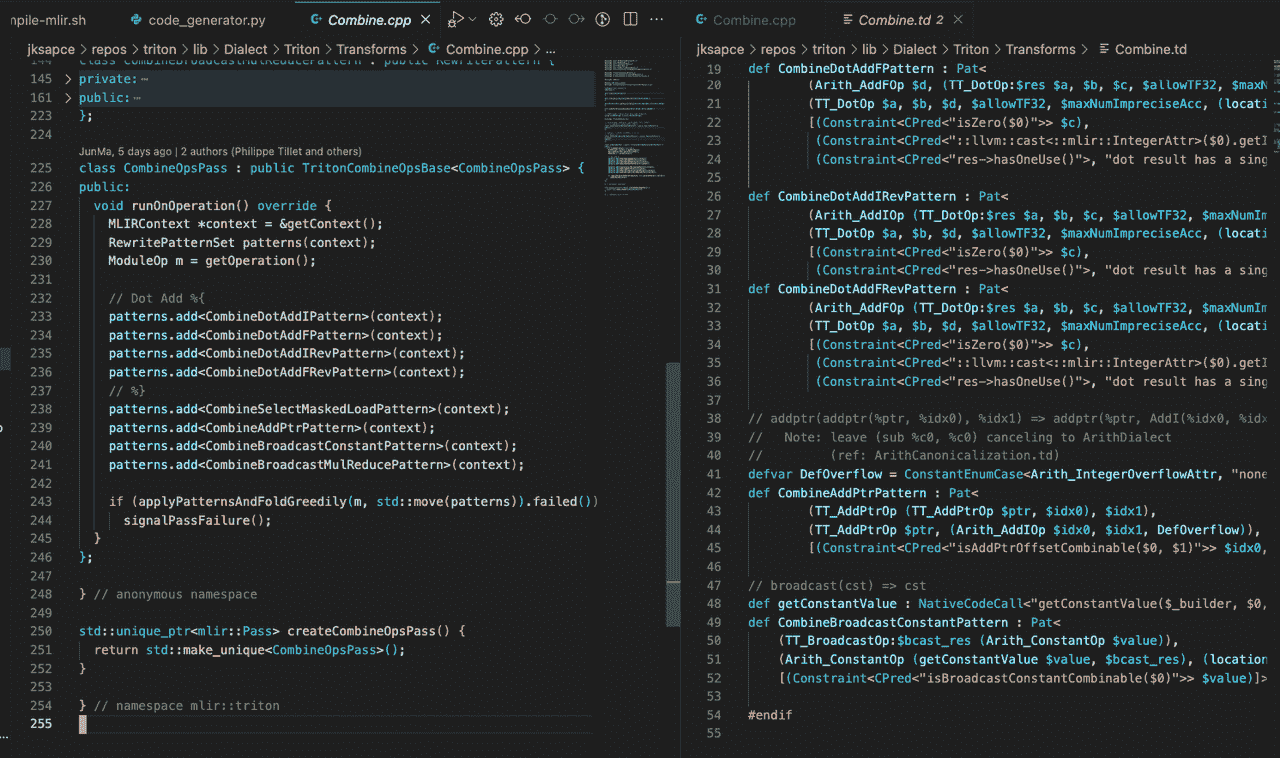 npile-mlir.sh code_generator.py Combine.cpp
jksapce > repos > triton > lib > Dialect > Triton > Transforms > Combine.cpp > ...
144 class CombineBroadcastMulReducePattern : public RewritePattern {
145 private: ⋯
161 public: ⋯
223 };
224
JunMa, 5 days ago | 2 authors (Philippe Tillet and others)
225 class CombineOpsPass : public TritonCombineOpsBase<CombineOpsPass> {
226 public:
227 void runOnOperation() override {
228 MLIRContext *context = &getContext();
229 RewritePatternSet patterns(context);
230 ModuleOp m = getOperation();
231
232 // Dot Add %{
233 patterns.add<CombineDotAddIPattern>(context);
234 patterns.add<CombineDotAddFPattern>(context);
235 patterns.add<CombineDotAddIRevPattern>(context);
236 patterns.add<CombineDotAddFRevPattern>(context);
237 // %}
238 patterns.add<CombineSelectMaskedLoadPattern>(context);
239 patterns.add<CombineAddPtrPattern>(context);
240 patterns.add<CombineBroadcastConstantPattern>(context);
241 patterns.add<CombineBroadcastMulReducePattern>(context);
242
243 if (applyPatternsAndFoldGreedily(m, std::move(patterns)).failed())
244 signalPassFailure();
245 }
246 };
247
248 } // anonymous namespace
249
250 std::unique_ptr<mlir::Pass> createCombineOpsPass() {
251 return std::make_unique<CombineOpsPass>();
252 }
253
254 } // namespace mlir::triton
255
Combine.cpp Combine.td 2
jksapce > repos > triton > lib > Dialect > Triton > Transforms > Combine.td
19 def CombineDotAddFPattern : Pat<
20 (Arith_AddFOp $d, (TT_DotOp:$res $a, $b, $c, $allowTF32, $maxN
21 (TT_DotOp $a, $b, $d, $allowTF32, $maxNumImpreciseAcc, (locati
22 [(Constraint<CPred<"isZero($0)">> $c),
23 (Constraint<CPred<"::llvm::cast<::mlir::IntegerAttr>($0).getI
24 (Constraint<CPred<"res->hasOneUse()">, "dot result has a sing
25
26 def CombineDotAddIRevPattern : Pat<
27 (Arith_AddIOp (TT_DotOp:$res $a, $b, $c, $allowTF32, $maxNumIm
28 (TT_DotOp $a, $b, $d, $allowTF32, $maxNumImpreciseAcc, (locati
29 [(Constraint<CPred<"isZero($0)">> $c),
30 (Constraint<CPred<"res->hasOneUse()">, "dot result has a sing
31 def CombineDotAddFRevPattern : Pat<
32 (Arith_AddFOp (TT_DotOp:$res $a, $b, $c, $allowTF32, $maxNumIm
33 (TT_DotOp $a, $b, $d, $allowTF32, $maxNumImpreciseAcc, (locati
34 [(Constraint<CPred<"isZero($0)">> $c),
35 (Constraint<CPred<"::llvm::cast<::mlir::IntegerAttr>($0).getI
36 (Constraint<CPred<"res->hasOneUse()">, "dot result has a sing
37
38 // addptr(addptr(%ptr, %idx0), %idx1) => addptr(%ptr, AddI(%idx0, %idx
39 // Note: leave (sub %c0, %c0) canceling to ArithDialect
40 // (ref: ArithCanonicalization.td)
41 defvar DefOverflow = ConstantEnumCase<Arith_IntegerOverflowAttr, "none
42 def CombineAddPtrPattern : Pat<
43 (TT_AddPtrOp (TT_AddPtrOp $ptr, $idx0), $idx1),
44 (TT_AddPtrOp $ptr, (Arith_AddIOp $idx0, $idx1, DefOverflow)),
45 [(Constraint<CPred<"isAddPtrOffsetCombinable($0, $1)">> $idx0,
46
47 // broadcast(cst) => cst
48 def getConstantValue : NativeCodeCall<"getConstantValue($_builder, $0,
49 def CombineBroadcastConstantPattern : Pat<
50 (TT_BroadcastOp:$bcast_res (Arith_ConstantOp $value)),
51 (Arith_ConstantOp (getConstantValue $value, $bcast_res), (location
52 [(Constraint<CPred<"isBroadcastConstantCombinable($0)">> $value)]>
53
54 #endif
55